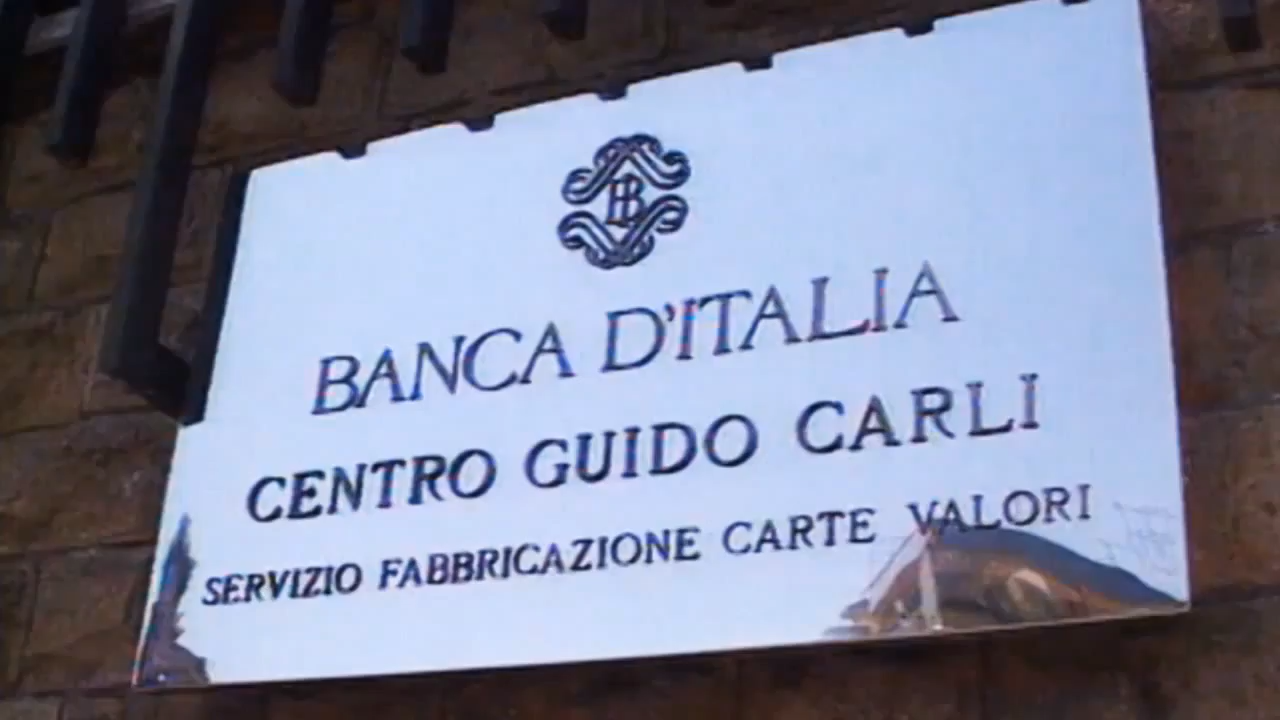 BANCA D'ITALIA
CENTRO GUIDO CARLI
SERVIZIO FABBRICAZIONE CARTE VALORI